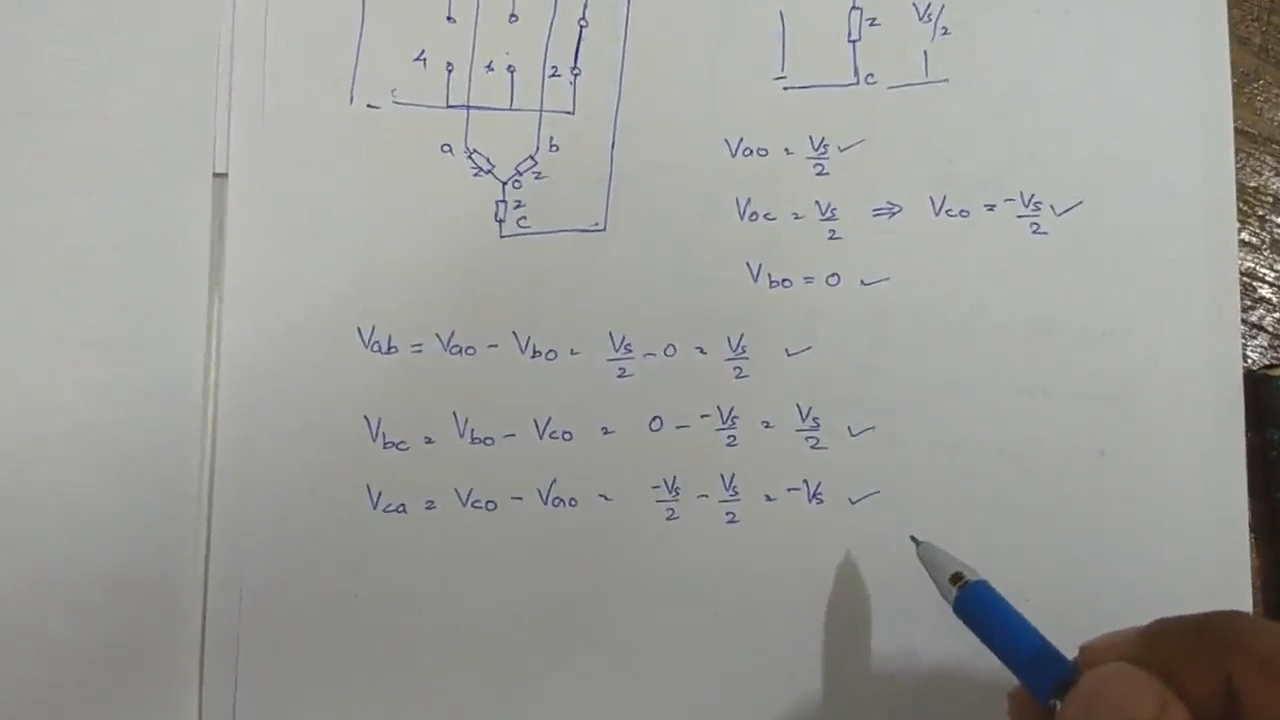 z Vs/2
4 6 2
- c
- c
a b
z z
o
z
c
Vao = Vs/2 ✓
Voc = Vs/2 ⇒ Vco = -Vs/2 ✓
Vbo = 0 ✓
Vab = Vao - Vbo = Vs/2 - 0 = Vs/2 ✓
Vbc = Vbo - Vco = 0 - -Vs/2 = Vs/2 ✓
Vca = Vco - Vao = -Vs/2 - Vs/2 = -Vs ✓